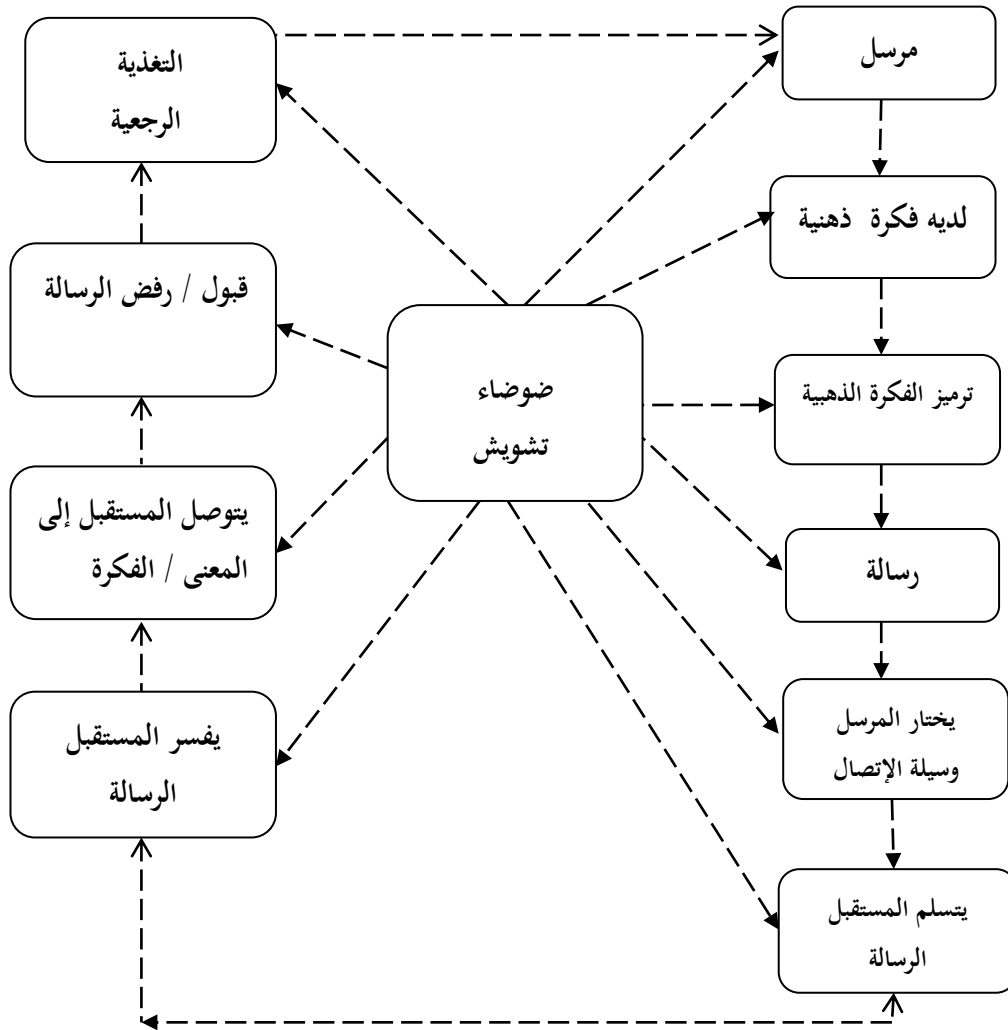 مرسل
لديه فكرة ذهنية
ترميز الفكرة الذهبية
رسالة
يختار المرسل
وسيلة الإتصال
يتسلم المستقبل
الرسالة
يفسر المستقبل
الرسالة
يتوصل المستقبل إلى
المعنى / الفكرة
قبول / رفض الرسالة
التغذية
الرجعية
ضوضاء
تشويش